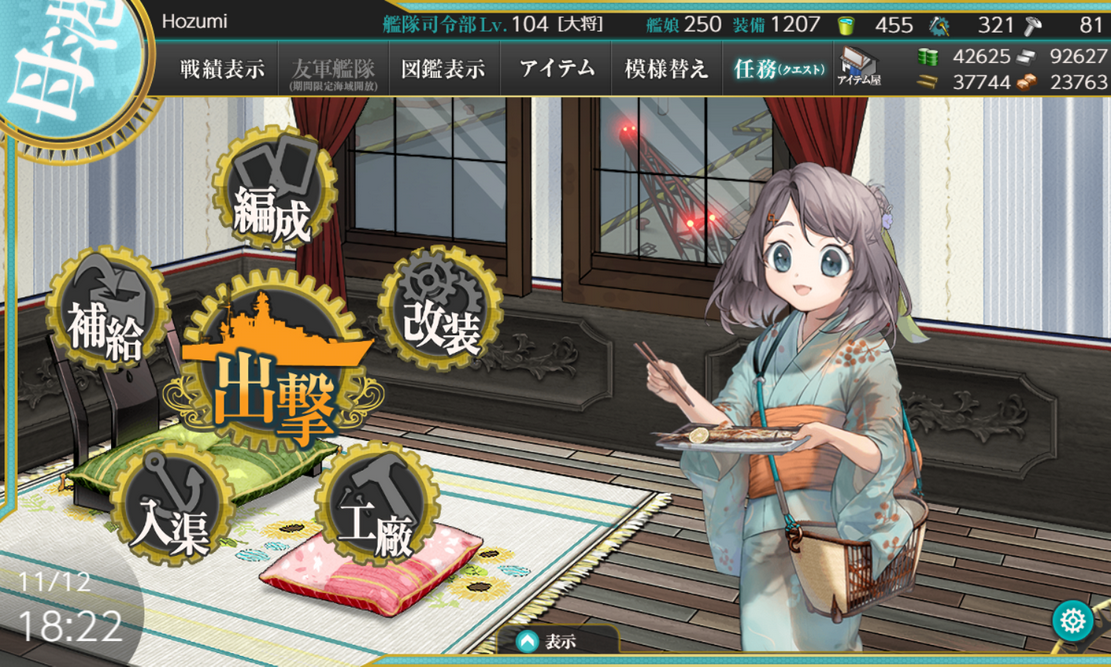 母港
Hozumi
艦隊司令部Lv. 104 [大将]
艦娘 250 装備 1207 455 321 81
戦績表示
友軍艦隊
(期間限定海域開放)
図鑑表示
アイテム
模様替え
任務(クエスト)
アイテム屋
42625 92627
37744 23763
編成
補給
改装
出撃
入渠
工廠
11/12
18:22
表示